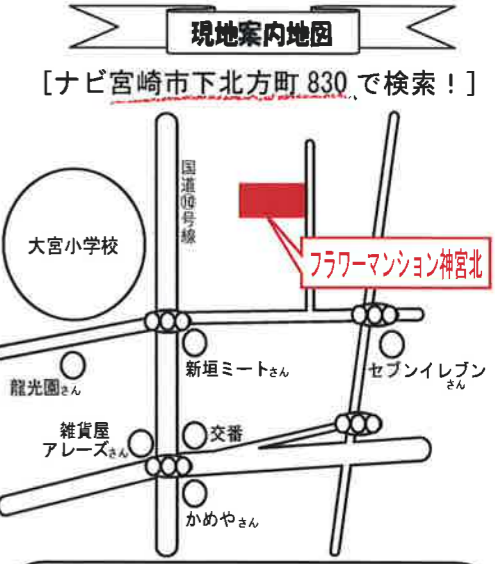 現地案内地図
[ナビ宮崎市下北方町 830 で検索！]
国道⑩号線
大宮小学校
フラワーマンション神宮北
新垣ミートさん
セブンイレブン
さん
龍光園さん
雑貨屋
アレーズさん
交番
かめやさん